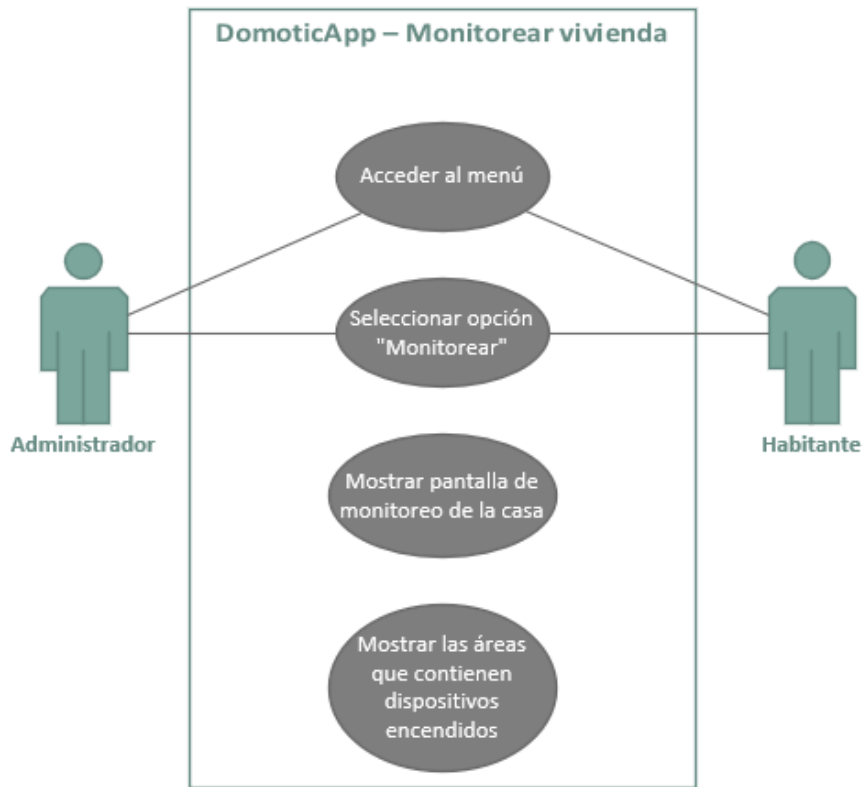 DomoticApp – Monitorear vivienda
Acceder al menú
Seleccionar opción
"Monitorear"
Administrador
Habitante
Mostrar pantalla de
monitoreo de la casa
Mostrar las áreas
que contienen
dispositivos
encendidos